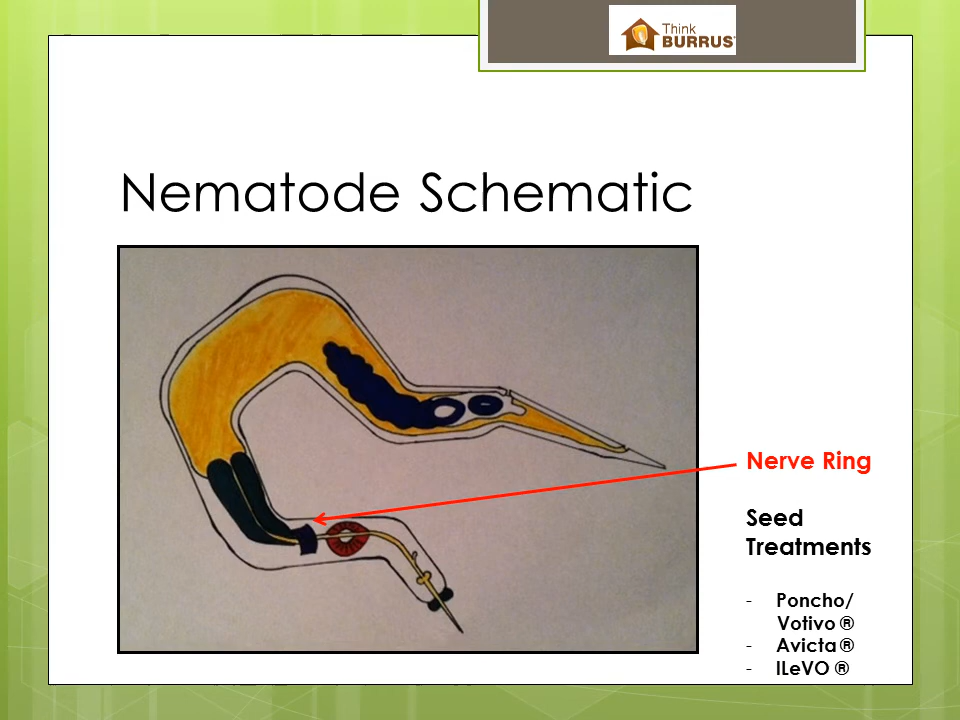 Think
BURRUS
Nematode Schematic
Nerve Ring
Seed
Treatments
- Poncho/
Votivo ®
- Avicta ®
- ILeVO ®